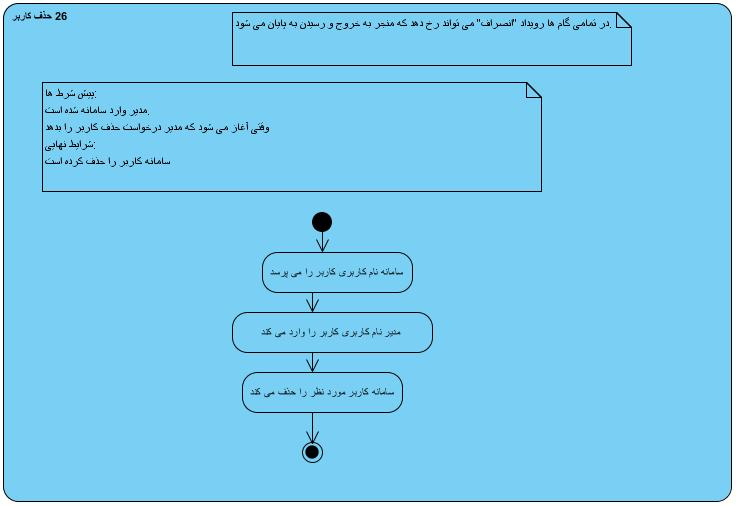 26 حذف کاربر
در تمامی گام ها رویداد "انصراف" می تواند رخ دهد که منجر به خروج و رسیدن به پایان می شود.
پیش شرط ها:
مدیر وارد سامانه شده است.
وقتی آغاز می شود که مدیر درخواست حذف کاربر را بدهد
شرایط نهایی:
سامانه کاربر را حذف کرده است
سامانه نام کاربری کاربر را می پرسد
مدیر نام کاربری کاربر را وارد می کند
سامانه کاربر مورد نظر را حذف می کند